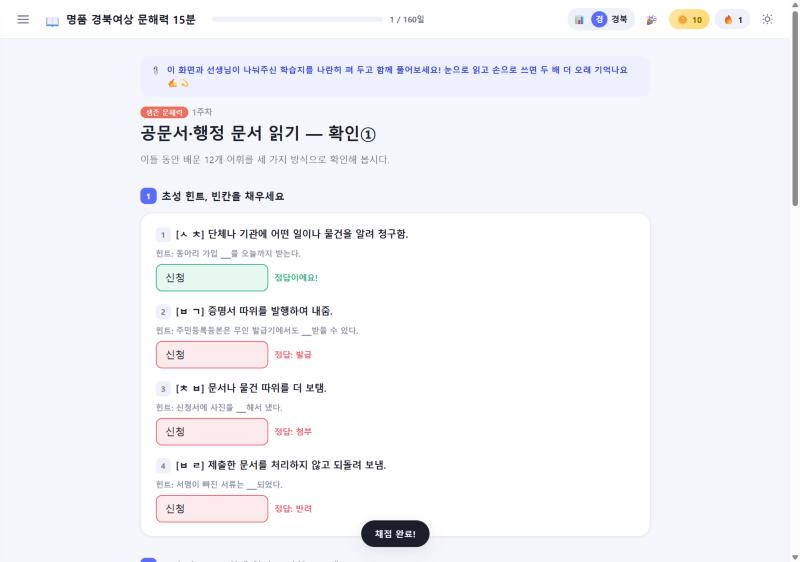 명품 경북여상 문해력 15분
1 / 160일
경 경북
10
1
이 화면과 선생님이 나눠주신 학습지를 나란히 펴 두고 함께 풀어보세요! 눈으로 읽고 손으로 쓰면 두 배 더 오래 기억나요
생존 문해력 1주차
공문서·행정 문서 읽기 — 확인①
이틀 동안 배운 12개 어휘를 세 가지 방식으로 확인해 봅시다.
1 초성 힌트, 빈칸을 채우세요
1 [ㅅ ㅊ] 단체나 기관에 어떤 일이나 물건을 알려 청구함.
힌트: 동아리 가입 __을 오늘까지 받는다.
신청 정답이에요!
2 [ㅂ ㄱ] 증명서 따위를 발행하여 내줌.
힌트: 주민등록등본은 무인 발급기에서도 __받을 수 있다.
신청 정답: 발급
3 [ㅊ ㅂ] 문서나 물건 따위를 더 보탬.
힌트: 신청서에 사진을 __해서 냈다.
신청 정답: 첨부
4 [ㅂ ㄹ] 제출한 문서를 처리하지 않고 되돌려 보냄.
힌트: 서명이 빠진 서류는 __되었다.
신청 정답: 반려
채점 완료!